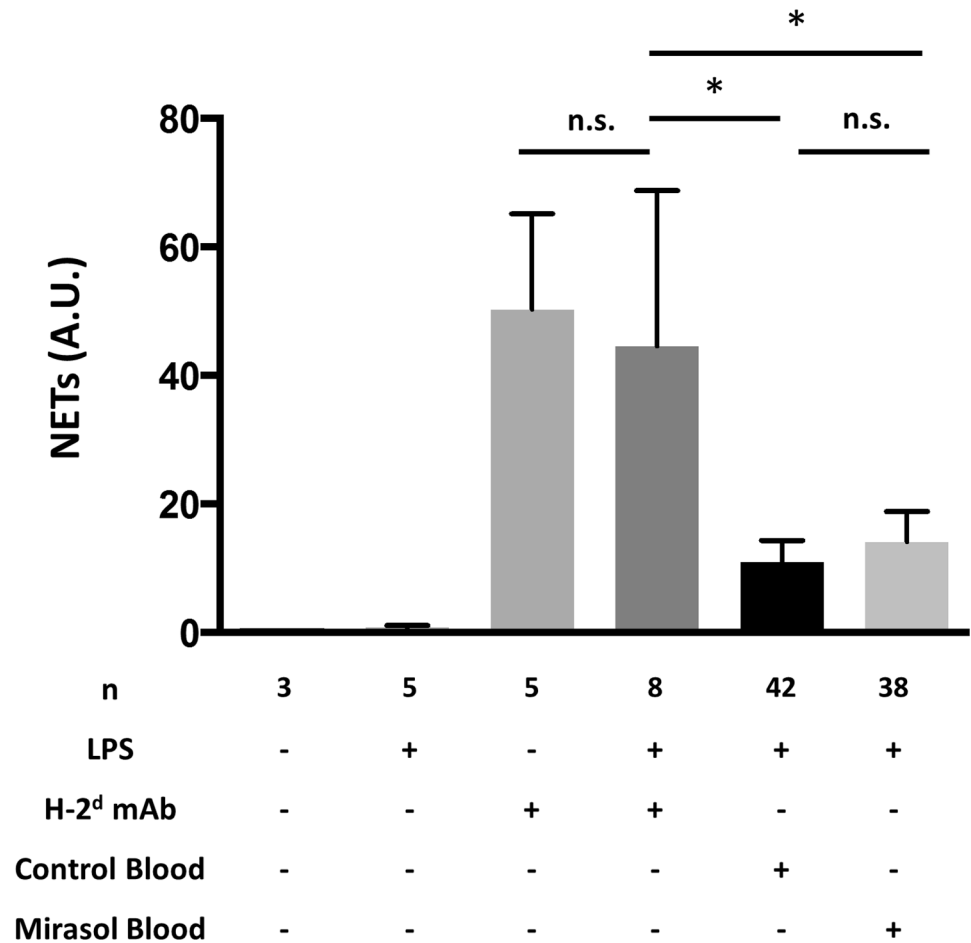 *
*
n.s.
n.s.
80
60
40
20
0
NETs (A.U.)
n 3 5 5 8 42 38
LPS - + - + + +
H-2ᵈ mAb - - + + - -
Control Blood - - - - + -
Mirasol Blood - - - - - +